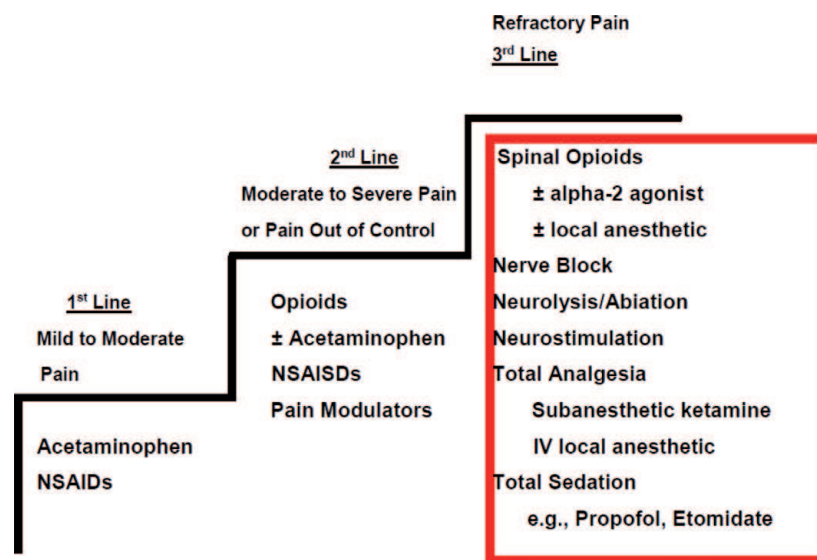 1st Line
Mild to Moderate
Pain
Acetaminophen
NSAIDs
2nd Line
Moderate to Severe Pain
or Pain Out of Control
Opioids
± Acetaminophen
NSAISDs
Pain Modulators
Refractory Pain
3rd Line
Spinal Opioids
± alpha-2 agonist
± local anesthetic
Nerve Block
Neurolysis/Abiation
Neurostimulation
Total Analgesia
Subanesthetic ketamine
IV local anesthetic
Total Sedation
e.g., Propofol, Etomidate